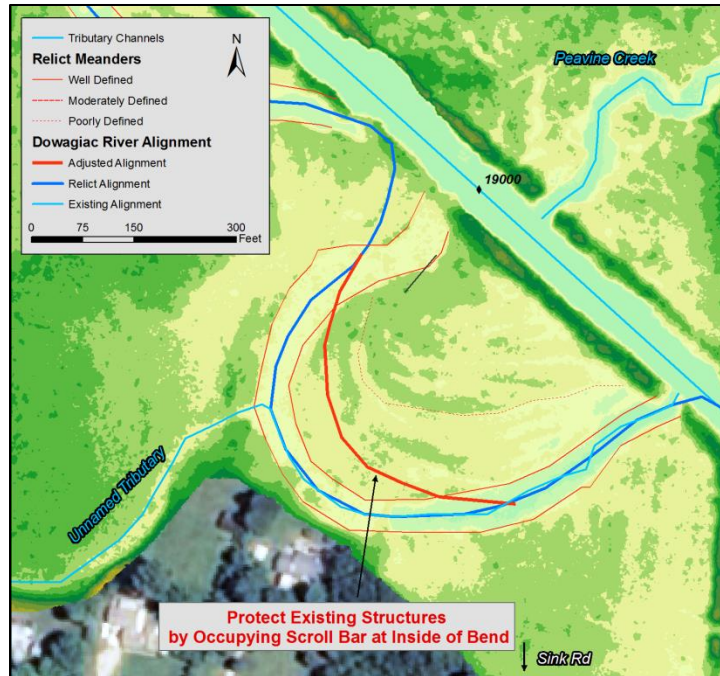 Tributary Channels
Relict Meanders
Well Defined
Moderately Defined
Poorly Defined
Dowagiac River Alignment
Adjusted Alignment
Relict Alignment
Existing Alignment
0 75 150 300
Feet
N
Peavine Creek
19000
Unnamed Tributary
Protect Existing Structures
by Occupying Scroll Bar at Inside of Bend
Sink Rd